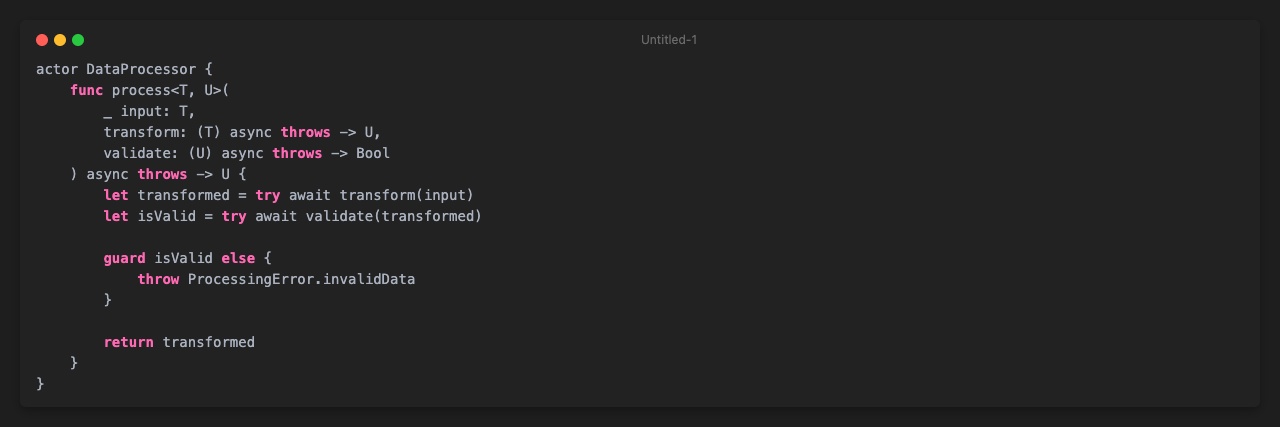 Untitled-1
actor DataProcessor {
    func process<T, U>(
        _ input: T,
        transform: (T) async throws -> U,
        validate: (U) async throws -> Bool
    ) async throws -> U {
        let transformed = try await transform(input)
        let isValid = try await validate(transformed)

        guard isValid else {
            throw ProcessingError.invalidData
        }

        return transformed
    }
}